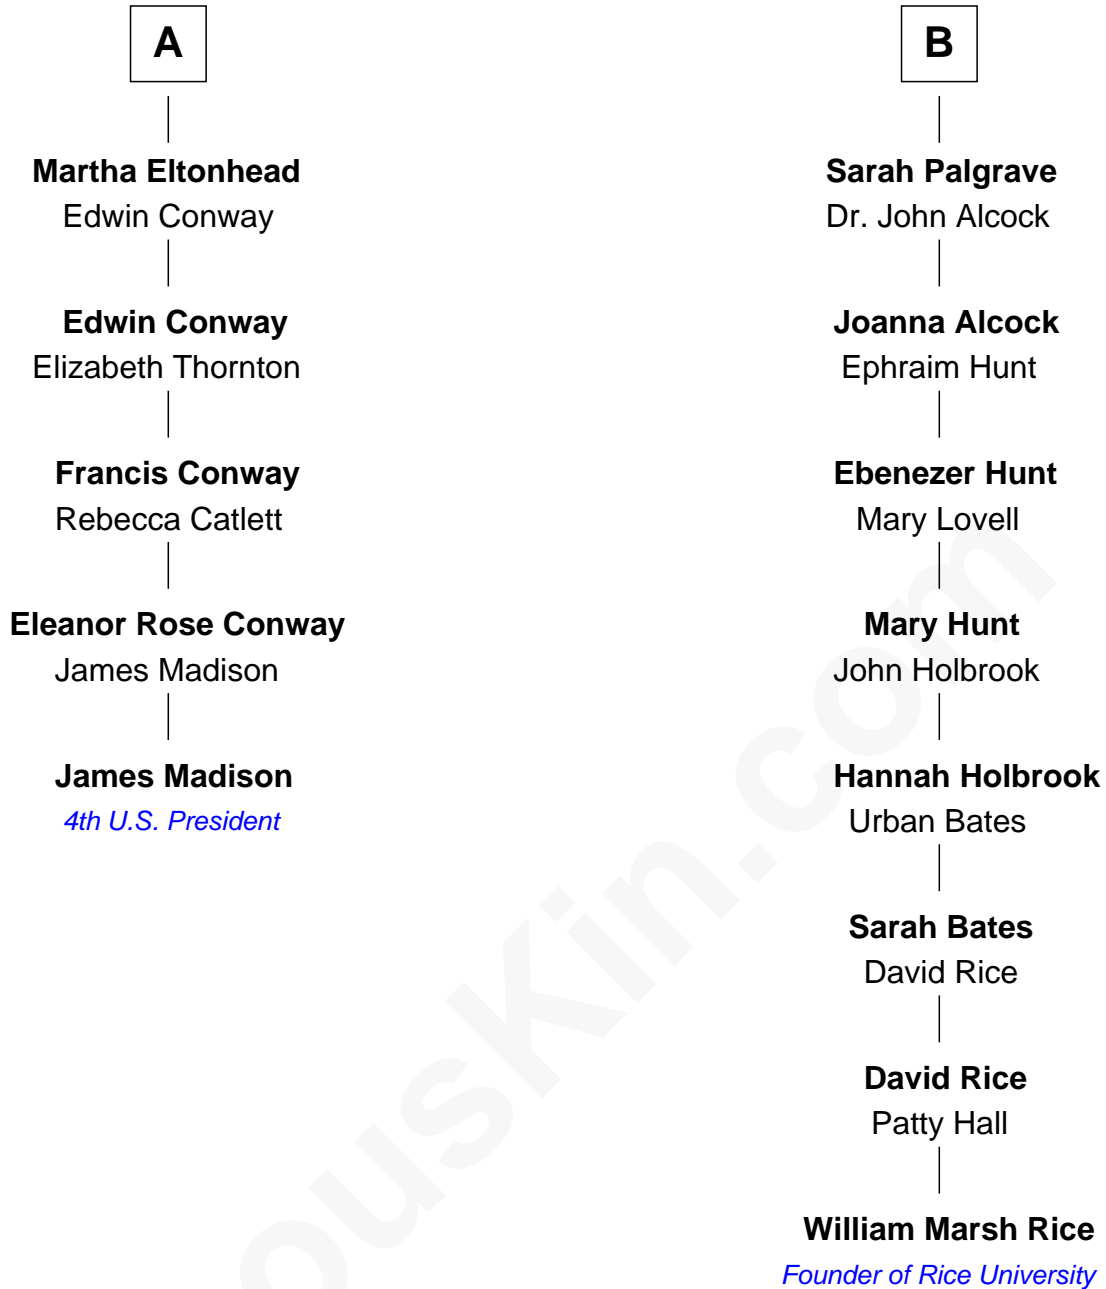 A
Martha Eltonhead
Edwin Conway
Edwin Conway
Elizabeth Thornton
Francis Conway
Rebecca Catlett
Eleanor Rose Conway
James Madison
James Madison
4th U.S. President
B
Sarah Palgrave
Dr. John Alcock
Joanna Alcock
Ephraim Hunt
Ebenezer Hunt
Mary Lovell
Mary Hunt
John Holbrook
Hannah Holbrook
Urban Bates
Sarah Bates
David Rice
David Rice
Patty Hall
William Marsh Rice
Founder of Rice University
ousKin.com